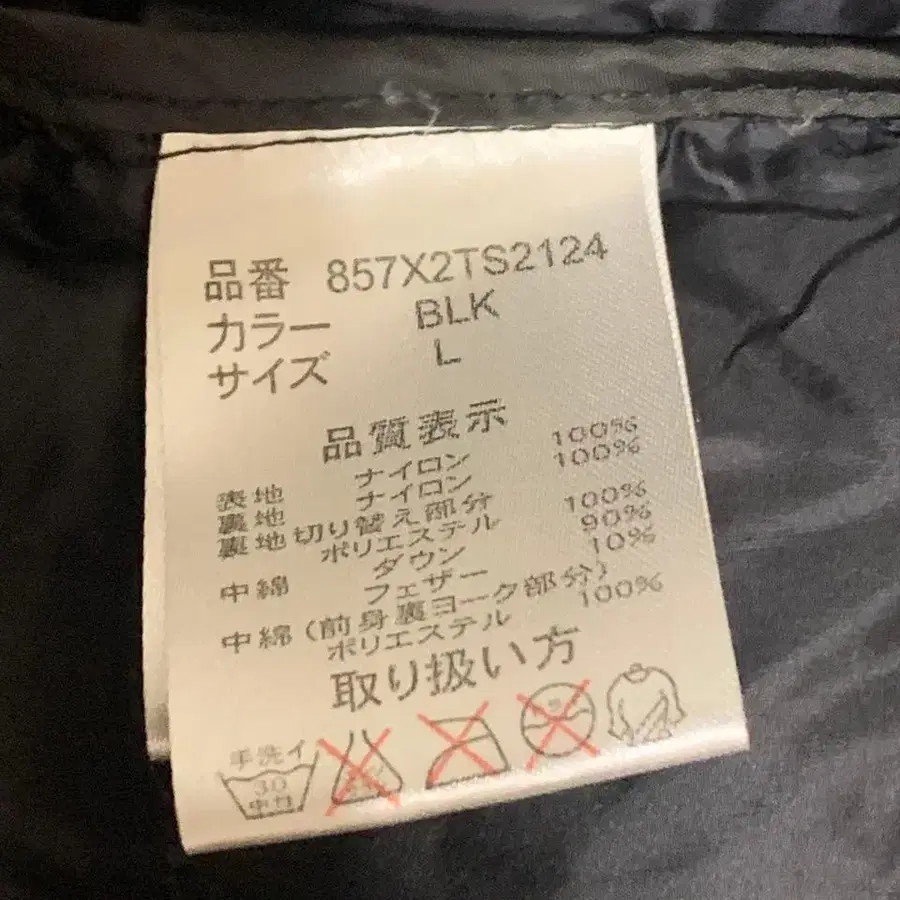 品番 857X2TS2124
カラー BLK
サイズ L
品質表示
表地 ナイロン 100%
裏地 ナイロン 100%
裏地切り替え部分
ポリエステル 100%
中綿 ダウン 90%
フェザー 10%
中綿(前身裏ヨーク部分)
ポリエステル 100%
取り扱い方
手洗イ
30
中力